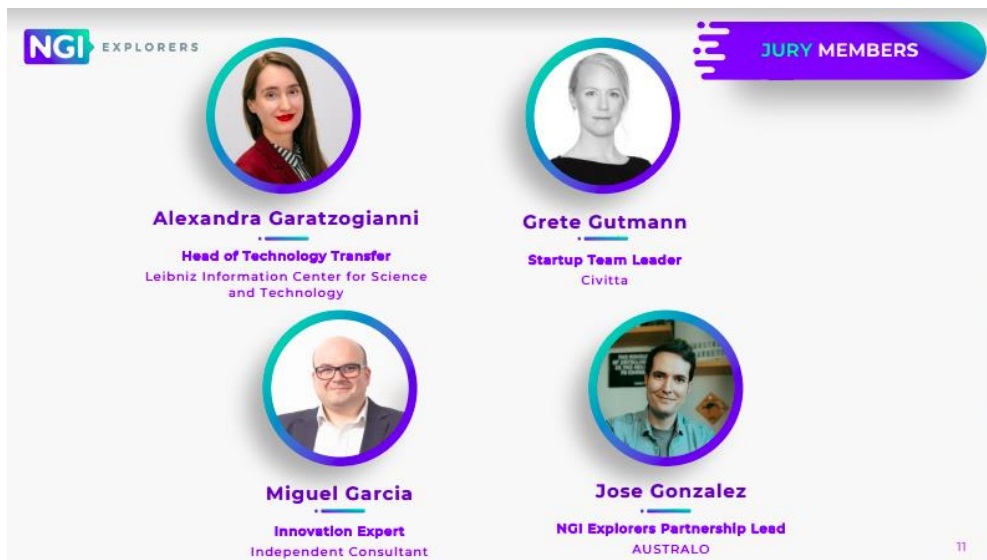 NGI EXPLORERS
JURY MEMBERS
Alexandra Garatzogianni
Head of Technology Transfer
Leibniz Information Center for Science
and Technology
Grete Gutmann
Startup Team Leader
Civitta
Miguel Garcia
Innovation Expert
Independent Consultant
Jose Gonzalez
NGI Explorers Partnership Lead
AUSTRALO
11